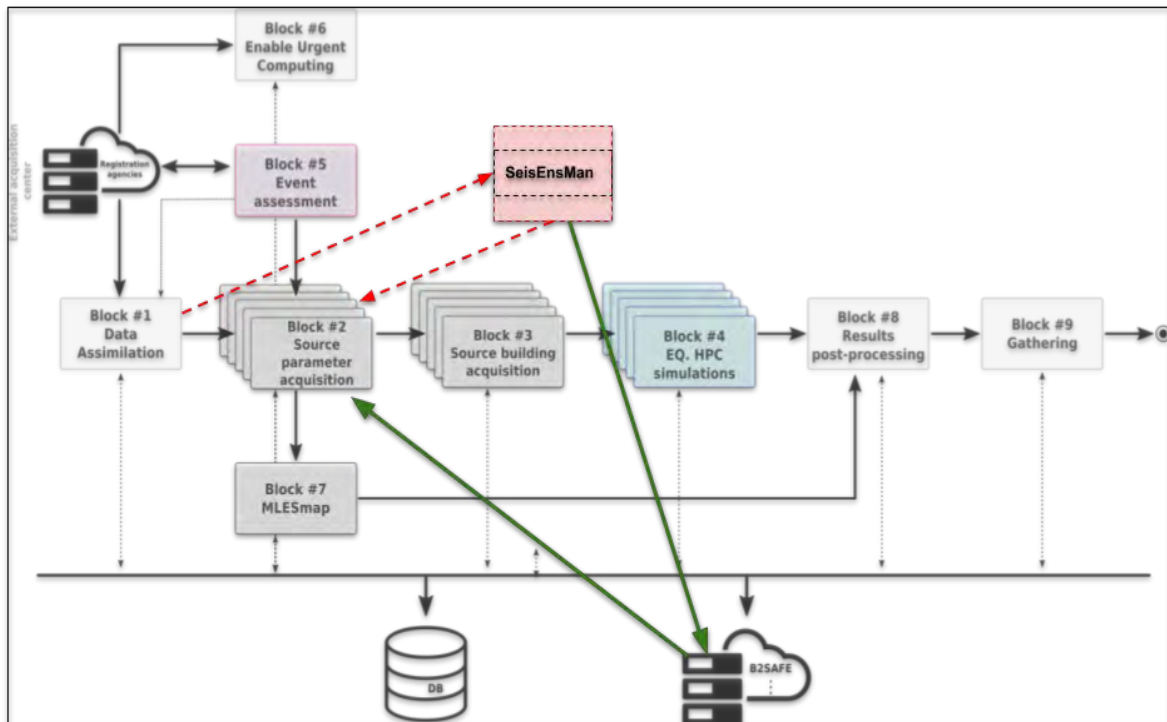 Block #6
Enable Urgent
Computing
External acquisition
center
Registration
agencies
Block #5
Event
assessment
SeisEnsMan
Block #1
Data
Assimilation
Block #2
Source
parameter
acquisition
Block #3
Source building
acquisition
Block #4
EQ. HPC
simulations
Block #8
Results
post-processing
Block #9
Gathering
Block #7
MLESmap
DB
B2SAFE